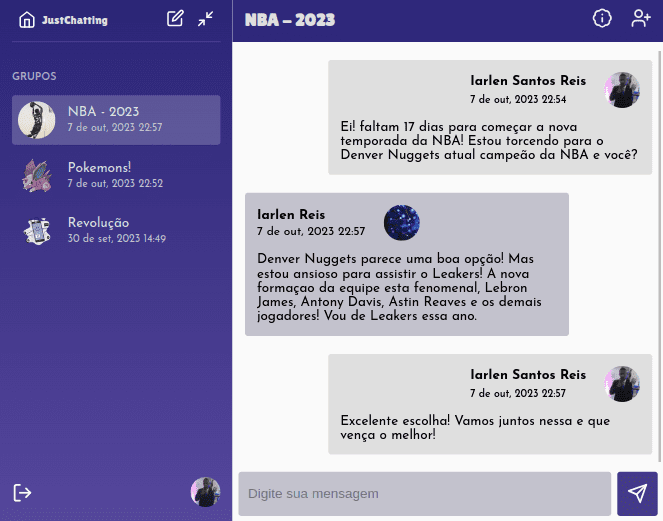 JustChatting
GRUPOS
NBA - 2023
7 de out, 2023 22:57
Pokemons!
7 de out, 2023 22:52
Revolução
30 de set, 2023 14:49
NBA – 2023
Iarlen Santos Reis
7 de out, 2023 22:54
Ei! faltam 17 dias para começar a nova
temporada da NBA! Estou torcendo para o
Denver Nuggets atual campeão da NBA e você?
Iarlen Reis
7 de out, 2023 22:57
Denver Nuggets parece uma boa opção! Mas
estou ansioso para assistir o Leakers! A nova
formaçao da equipe esta fenomenal, Lebron
James, Antony Davis, Astin Reaves e os demais
jogadores! Vou de Leakers essa ano.
Iarlen Santos Reis
7 de out, 2023 22:57
Excelente escolha! Vamos juntos nessa e que
vença o melhor!
Digite sua mensagem